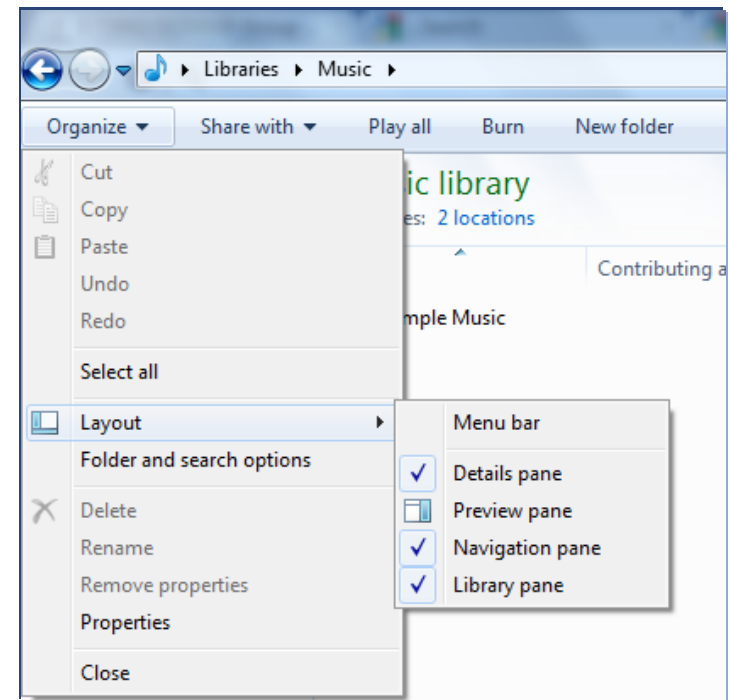 Libraries Music
Organize Share with Play all Burn New folder
Cut
Copy
Paste
Undo
Redo
Select all
Layout
Folder and search options
Delete
Rename
Remove properties
Properties
Close
Menu bar
Details pane
Preview pane
Navigation pane
Library pane
ic library
es: 2 locations
Contributing a
mple Music